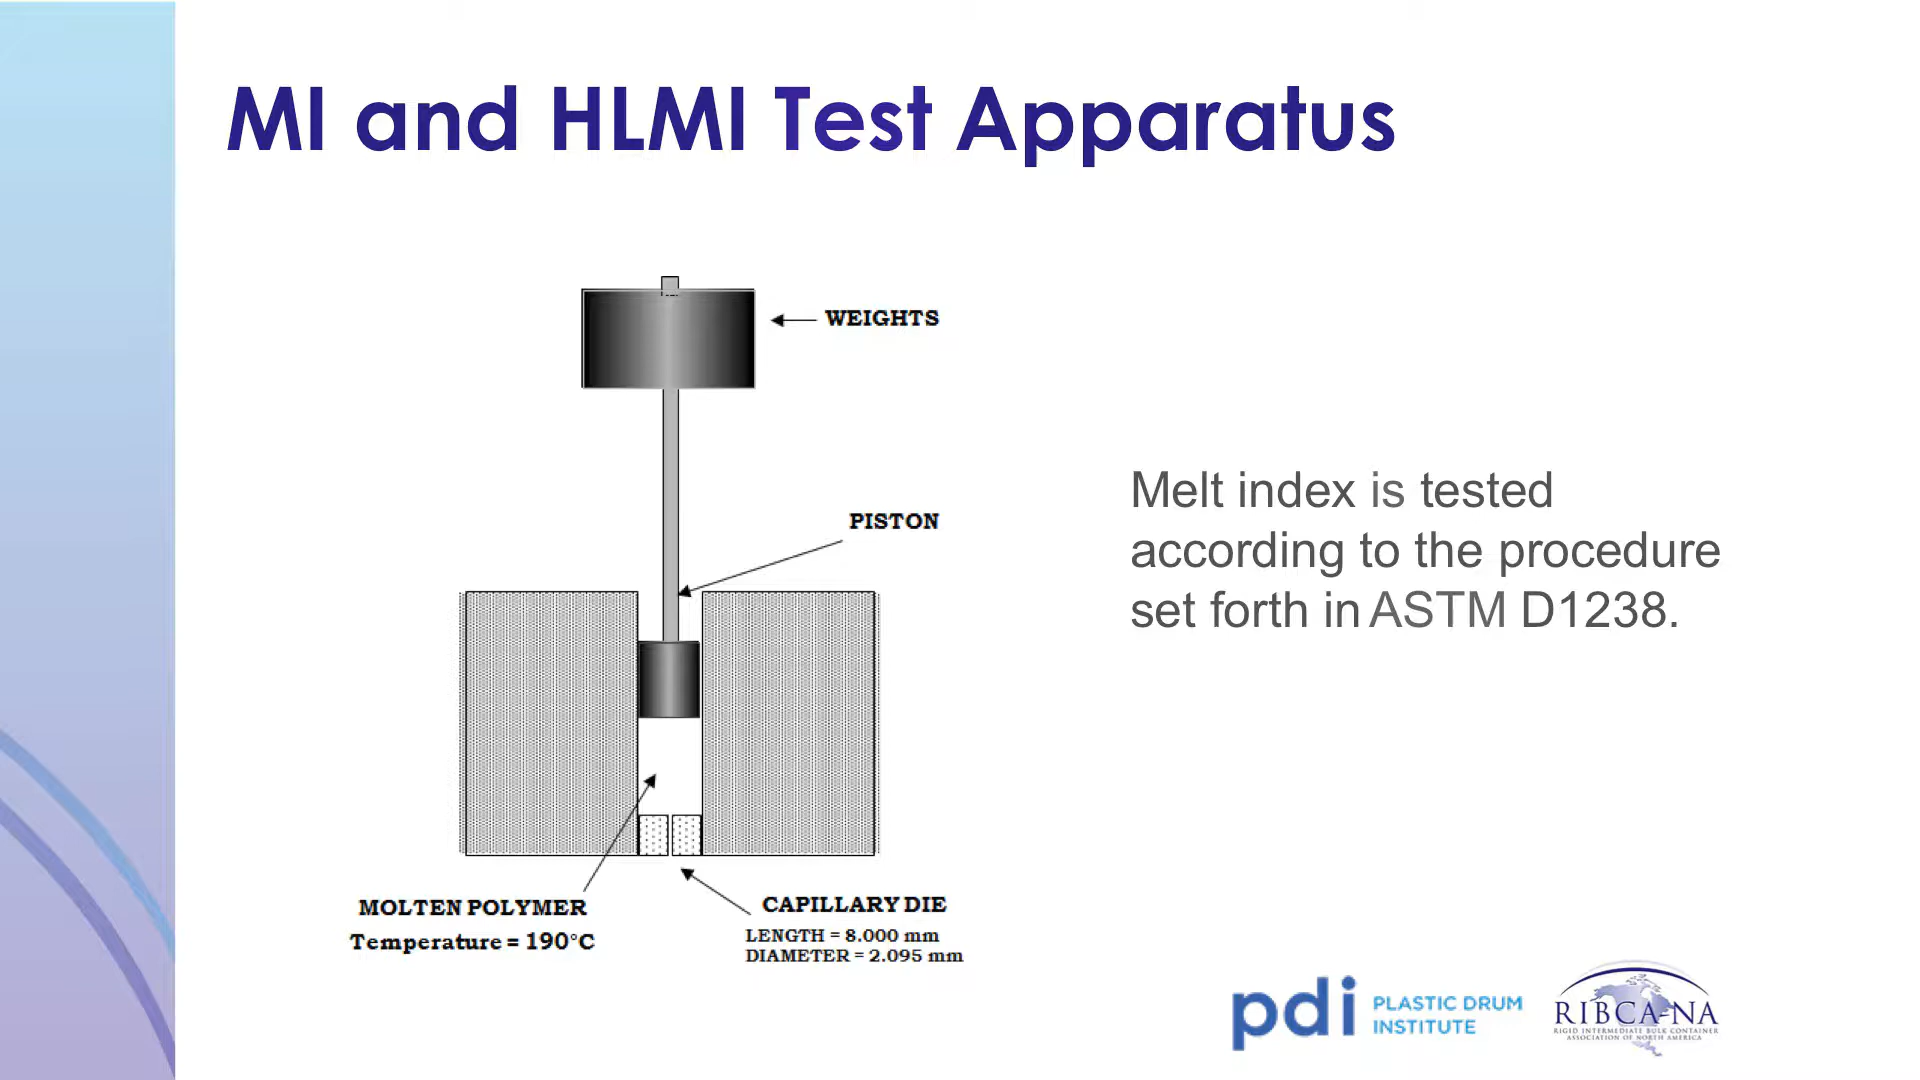 MI and HLMI Test Apparatus
WEIGHTS
PISTON
Melt index is tested
according to the procedure
set forth in ASTM D1238.
MOLTEN POLYMER
Temperature = 190°C
CAPILLARY DIE
LENGTH = 8.000 mm
DIAMETER = 2.095 mm
pdi PLASTIC DRUM
INSTITUTE
RIBCA-NA
RIGID INTERMEDIATE BULK CONTAINER
ASSOCIATION OF NORTH AMERICA